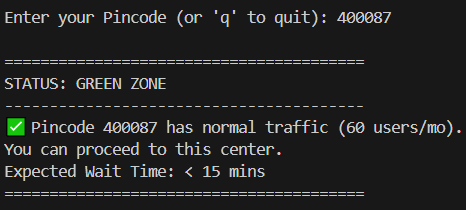 Enter your Pincode (or 'q' to quit): 400087
========================================
STATUS: GREEN ZONE
----------------------------------------
✅ Pincode 400087 has normal traffic (60 users/mo).
You can proceed to this center.
Expected Wait Time: < 15 mins
========================================